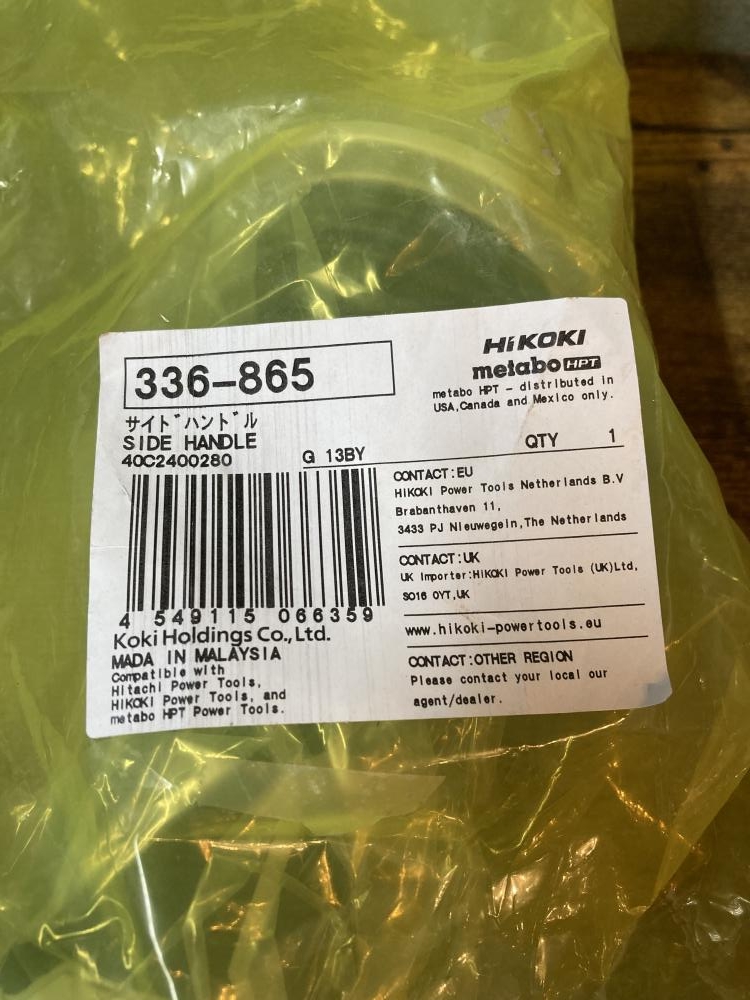 336-865
サイドハンドル
SIDE HANDLE
40C2400280
G 13BY
4 549115 066359
Koki Holdings Co.,Ltd.
MADA IN MALAYSIA
Compatible with
Hitachi Power Tools,
HIKOKI Power Tools, and
metabo HPT Power Tools.
HiKOKI
metabo HPT
metabo HPT - distributed in
USA,Canada and Mexico only.
QTY 1
CONTACT:EU
HIKOKI Power Tools Netherlands B.V
Brabanthaven 11,
3433 PJ Nieuwegein,The Netherlands
CONTACT:UK
UK Importer:HIKOKI Power Tools (UK)Ltd,
SO16 0YT,UK
www.hikoki-powertools.eu
CONTACT:OTHER REGION
Please contact your local our
agent/dealer.